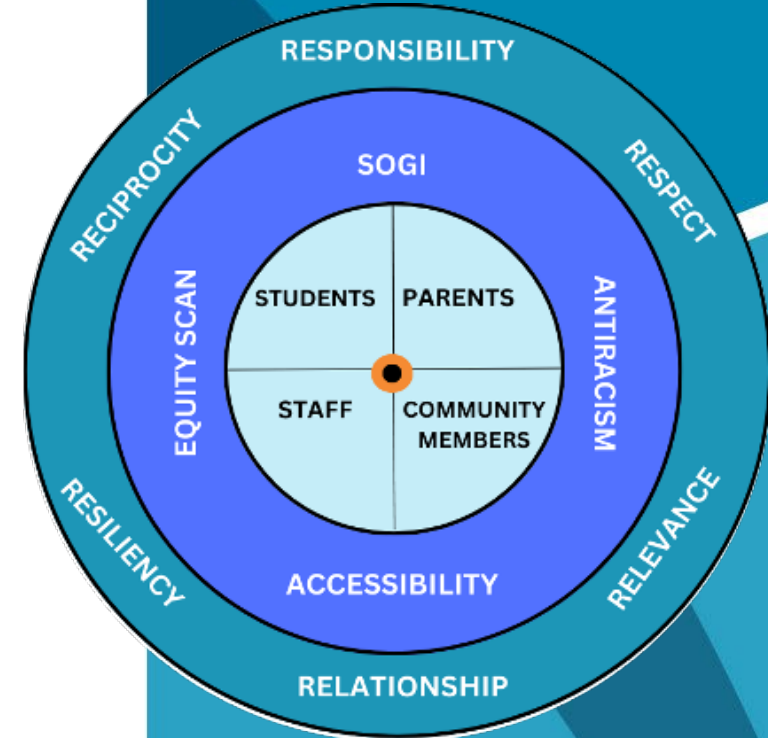 RESPONSIBILITY
RECIPROCITY
RESPECT
SOGI
EQUITY SCAN
ANTIRACISM
STUDENTS
PARENTS
STAFF
COMMUNITY
MEMBERS
RESILIENCY
RELEVANCE
ACCESSIBILITY
RELATIONSHIP